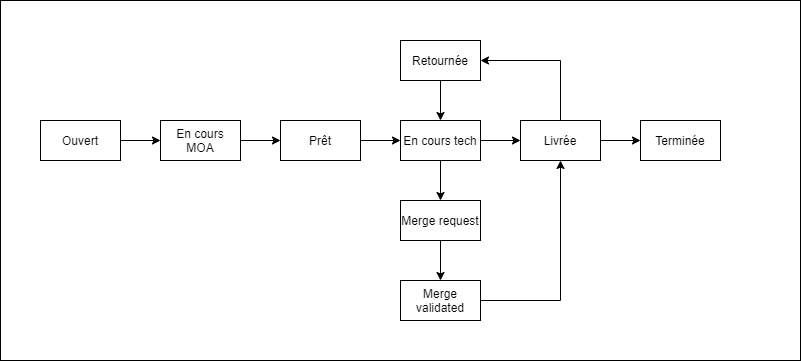 Retournée
Ouvert
En cours
MOA
Prêt
En cours tech
Livrée
Terminée
Merge request
Merge
validated